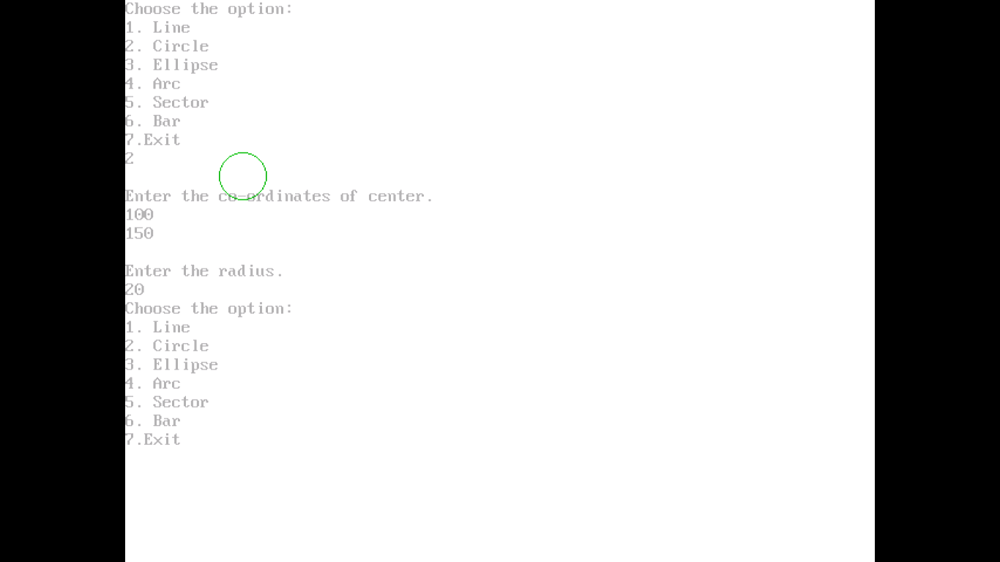 Choose the option:
1. Line
2. Circle
3. Ellipse
4. Arc
5. Sector
6. Bar
7.Exit
2
Enter the co-ordinates of center.
100
150
Enter the radius.
20
Choose the option:
1. Line
2. Circle
3. Ellipse
4. Arc
5. Sector
6. Bar
7.Exit